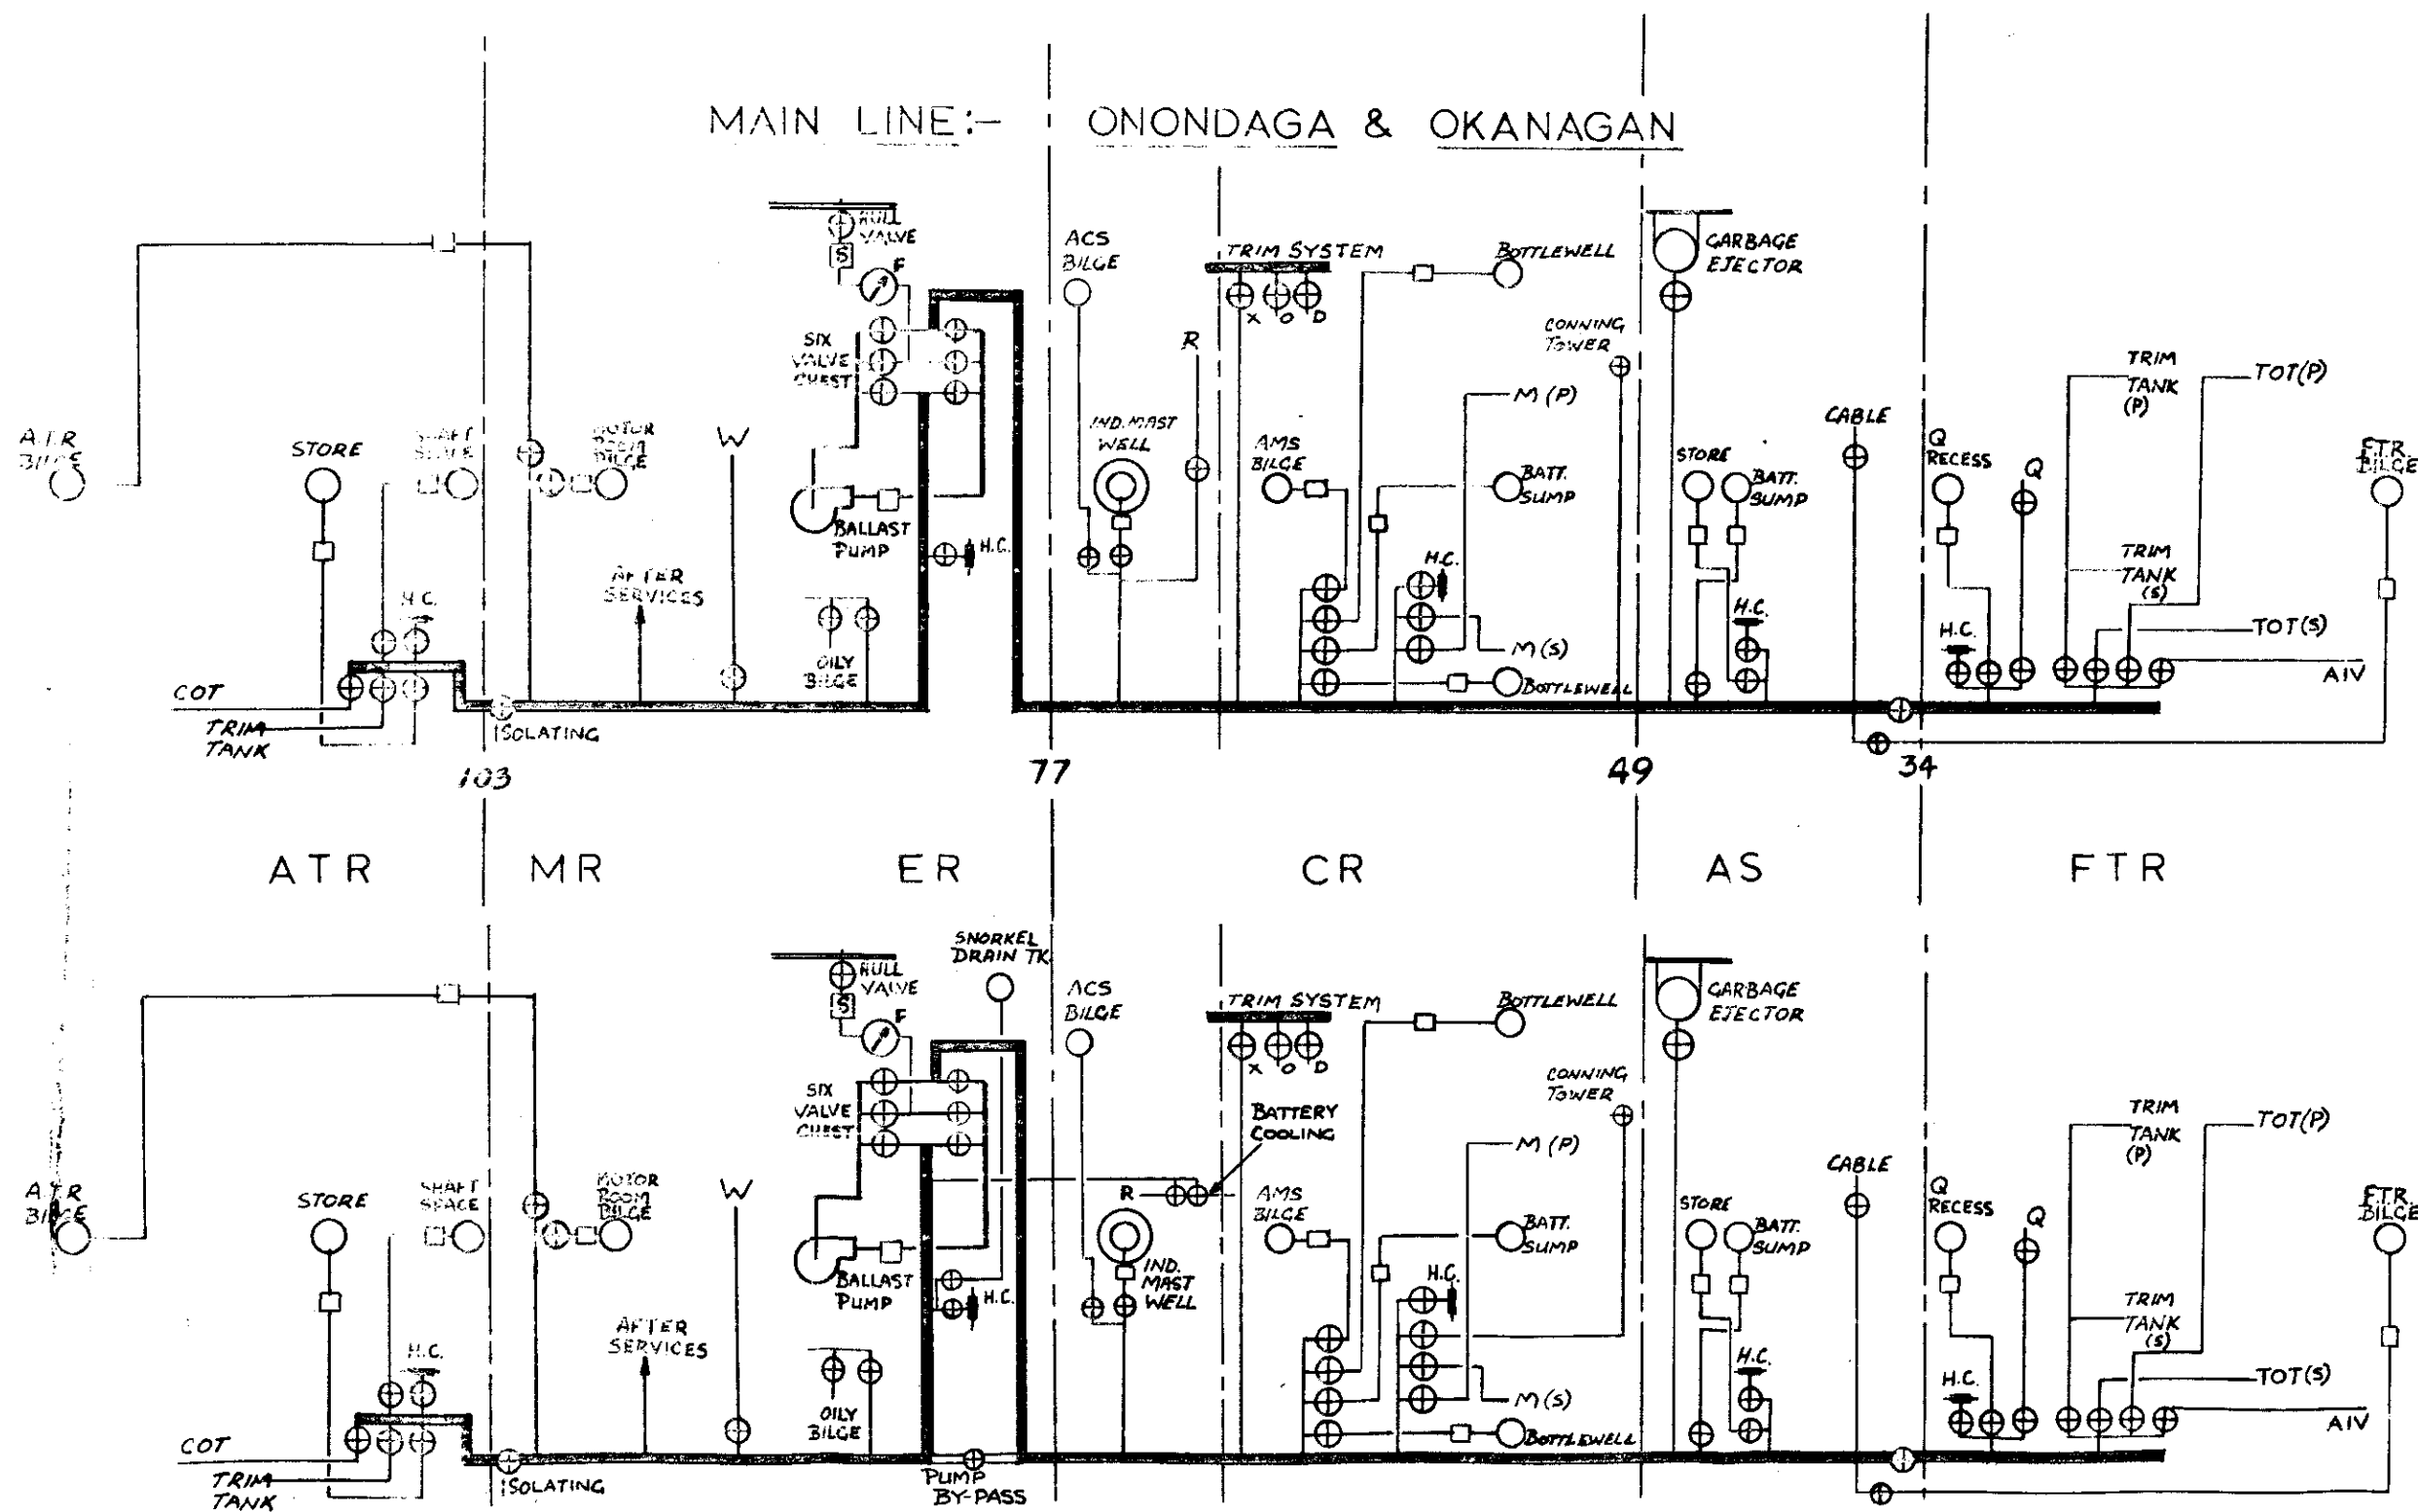 MAIN LINE:- ONONDAGA & OKANAGAN
HULL
VALVE
S
F
SIX
VALVE
CHEST
BALLAST
PUMP
H.C.
OILY
BILGE
ACS
BILGE
R
IND. MAST
WELL
TRIM SYSTEM
X O D
AMS
BILGE
BOTTLEWELL
BATT.
SUMP
M (P)
H.C.
M (S)
BOTTLEWELL
CONNING
TOWER
GARBAGE
EJECTOR
STORE
BATT.
SUMP
H.C.
CABLE
Q
RECESS
Q
H.C.
TRIM
TANK
(P)
TRIM
TANK
(S)
TOT(P)
TOT(S)
AIV
F.T.R.
BILGE
A.T.R
BILGE
STORE
SHAFT
SPACE
MOTOR
ROOM
BILGE
W
H.C.
AFTER
SERVICES
COT
TRIM
TANK
ISOLATING
103
77
49
34
ATR
MR
ER
CR
AS
FTR
SNORKEL
DRAIN TK
HULL
VALVE
S
F
SIX
VALVE
CHEST
BALLAST
PUMP
H.C.
OILY
BILGE
PUMP
BY-PASS
ACS
BILGE
BATTERY
COOLING
R
IND.
MAST
WELL
TRIM SYSTEM
X O D
AMS
BILGE
BOTTLEWELL
BATT.
SUMP
M (P)
H.C.
M (S)
BOTTLEWELL
CONNING
TOWER
GARBAGE
EJECTOR
STORE
BATT.
SUMP
H.C.
CABLE
Q
RECESS
Q
H.C.
TRIM
TANK
(P)
TRIM
TANK
(S)
TOT(P)
TOT(S)
AIV
F.T.R.
BILGE
A.T.R
BILGE
STORE
SHAFT
SPACE
MOTOR
ROOM
BILGE
W
H.C.
AFTER
SERVICES
COT
TRIM
TANK
ISOLATING